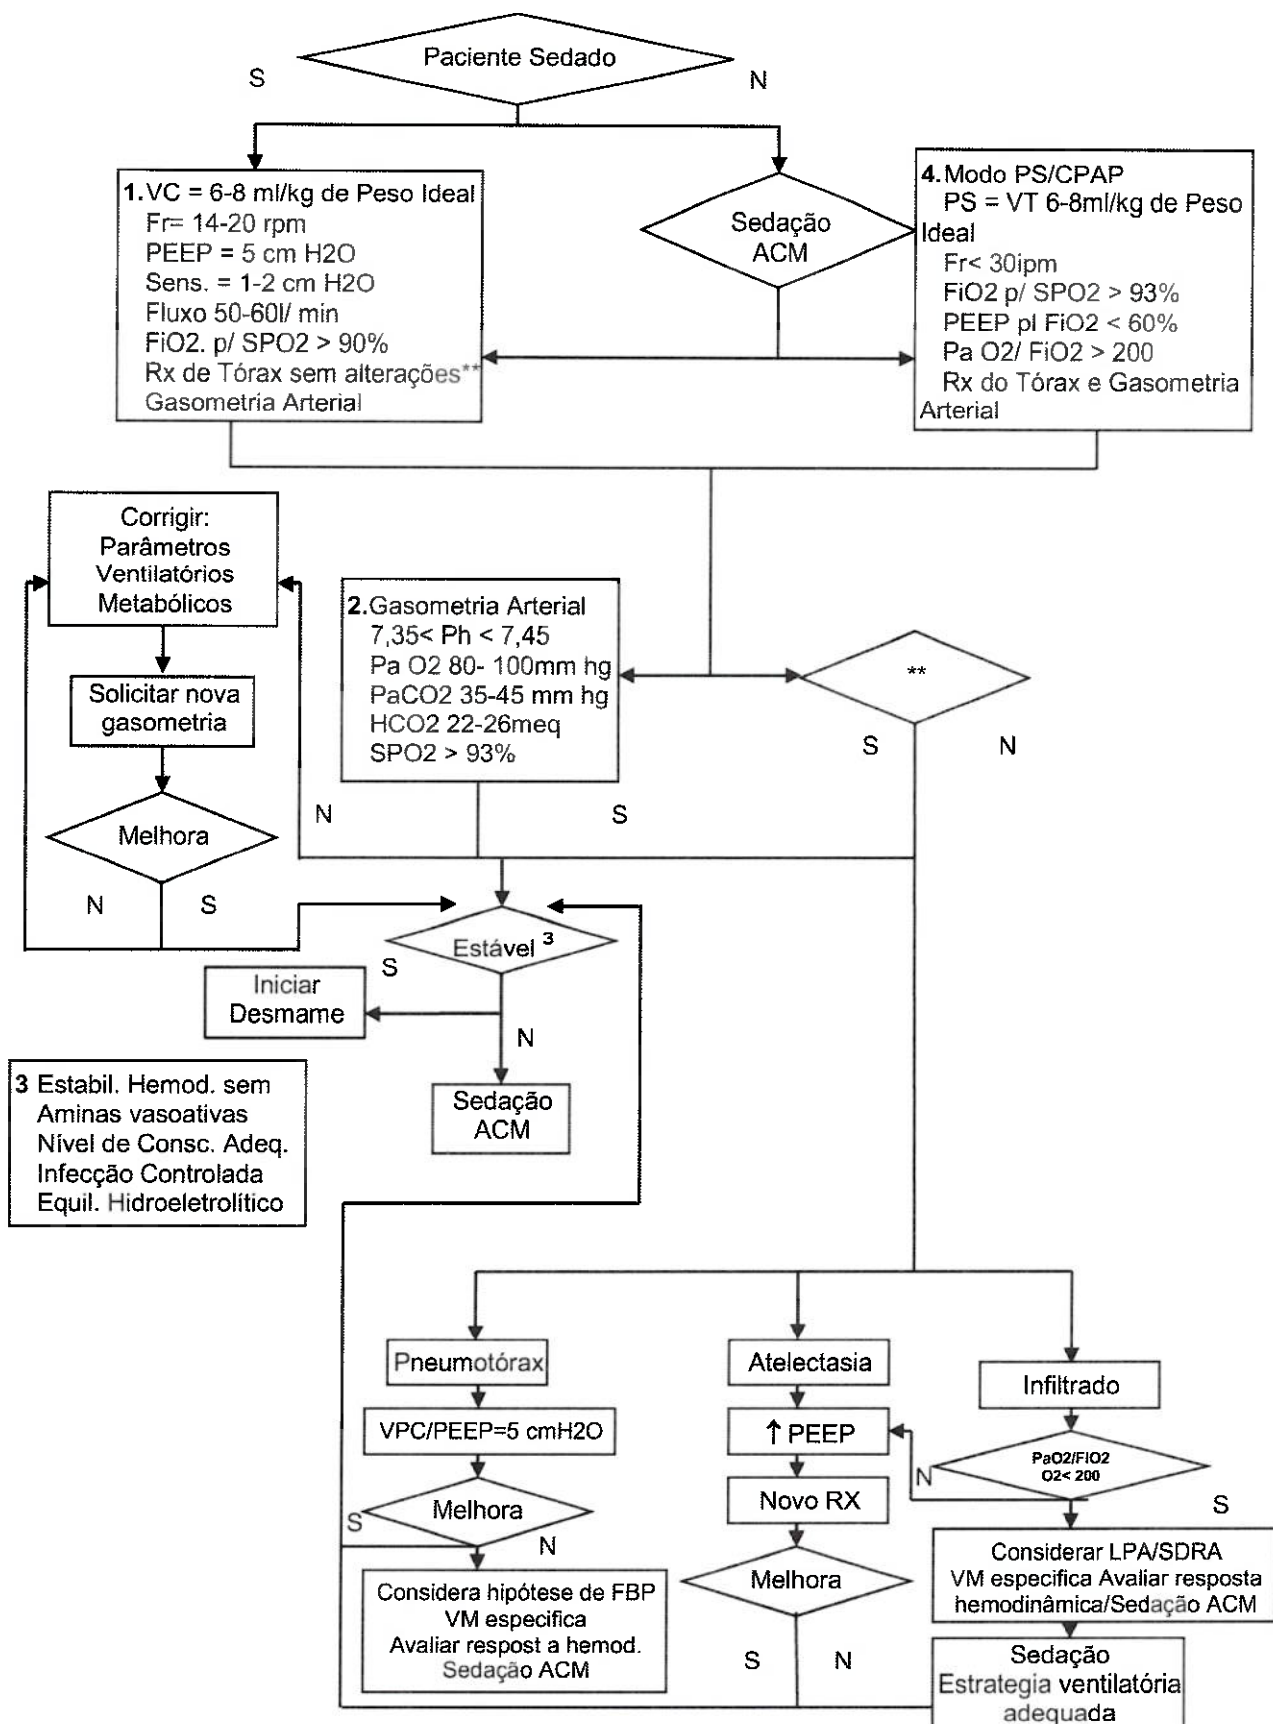 Paciente Sedado
S
N
1. VC = 6-8 ml/kg de Peso Ideal
Fr= 14-20 rpm
PEEP = 5 cm H2O
Sens. = 1-2 cm H2O
Fluxo 50-60l/ min
FiO2. p/ SPO2 > 90%
Rx de Tórax sem alterações**
Gasometria Arterial
Sedação
ACM
4. Modo PS/CPAP
PS = VT 6-8ml/kg de Peso
Ideal
Fr< 30ipm
FiO2 p/ SPO2 > 93%
PEEP pl FiO2 < 60%
Pa O2/ FiO2 > 200
Rx do Tórax e Gasometria
Arterial
Corrigir:
Parâmetros
Ventilatórios
Metabólicos
Solicitar nova
gasometria
Melhora
N
S
2. Gasometria Arterial
7,35< Ph < 7,45
Pa O2 80- 100mm hg
PaCO2 35-45 mm hg
HCO2 22-26meq
SPO2 > 93%
N
S
**
S
N
Estável 3
S
N
Iniciar
Desmame
Sedação
ACM
3 Estabil. Hemod. sem
Aminas vasoativas
Nível de Consc. Adeq.
Infecção Controlada
Equil. Hidroeletrolítico
Pneumotórax
VPC/PEEP=5 cmH2O
Melhora
S
N
Considera hipótese de FBP
VM especifica
Avaliar respost a hemod.
Sedação ACM
Atelectasia
↑ PEEP
Novo RX
Melhora
S
N
Infiltrado
PaO2/FIO2
O2< 200
N
S
Considerar LPA/SDRA
VM especifica Avaliar resposta
hemodinâmica/Sedação ACM
Sedação
Estrategia ventilatória
adequada